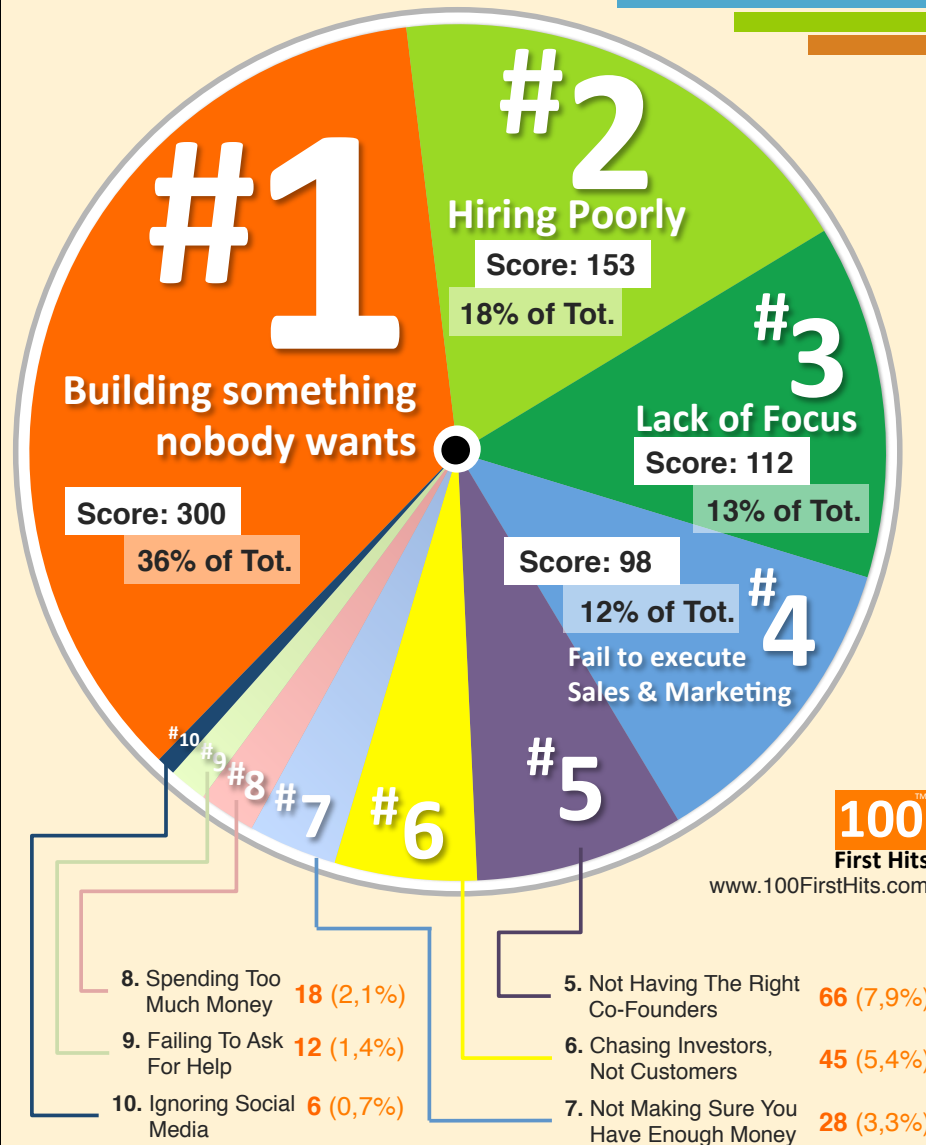 #1
Building something
nobody wants
Score: 300
36% of Tot.
#2
Hiring Poorly
Score: 153
18% of Tot.
#3
Lack of Focus
Score: 112
13% of Tot.
Score: 98
12% of Tot.
#4
Fail to execute
Sales & Marketing
#5
#6
#7
#8
#9
#10
100™
First Hits
www.100FirstHits.com
8. Spending Too
Much Money 18 (2,1%)
9. Failing To Ask
For Help 12 (1,4%)
10. Ignoring Social
Media 6 (0,7%)
5. Not Having The Right
Co-Founders 66 (7,9%)
6. Chasing Investors,
Not Customers 45 (5,4%)
7. Not Making Sure You
Have Enough Money 28 (3,3%)